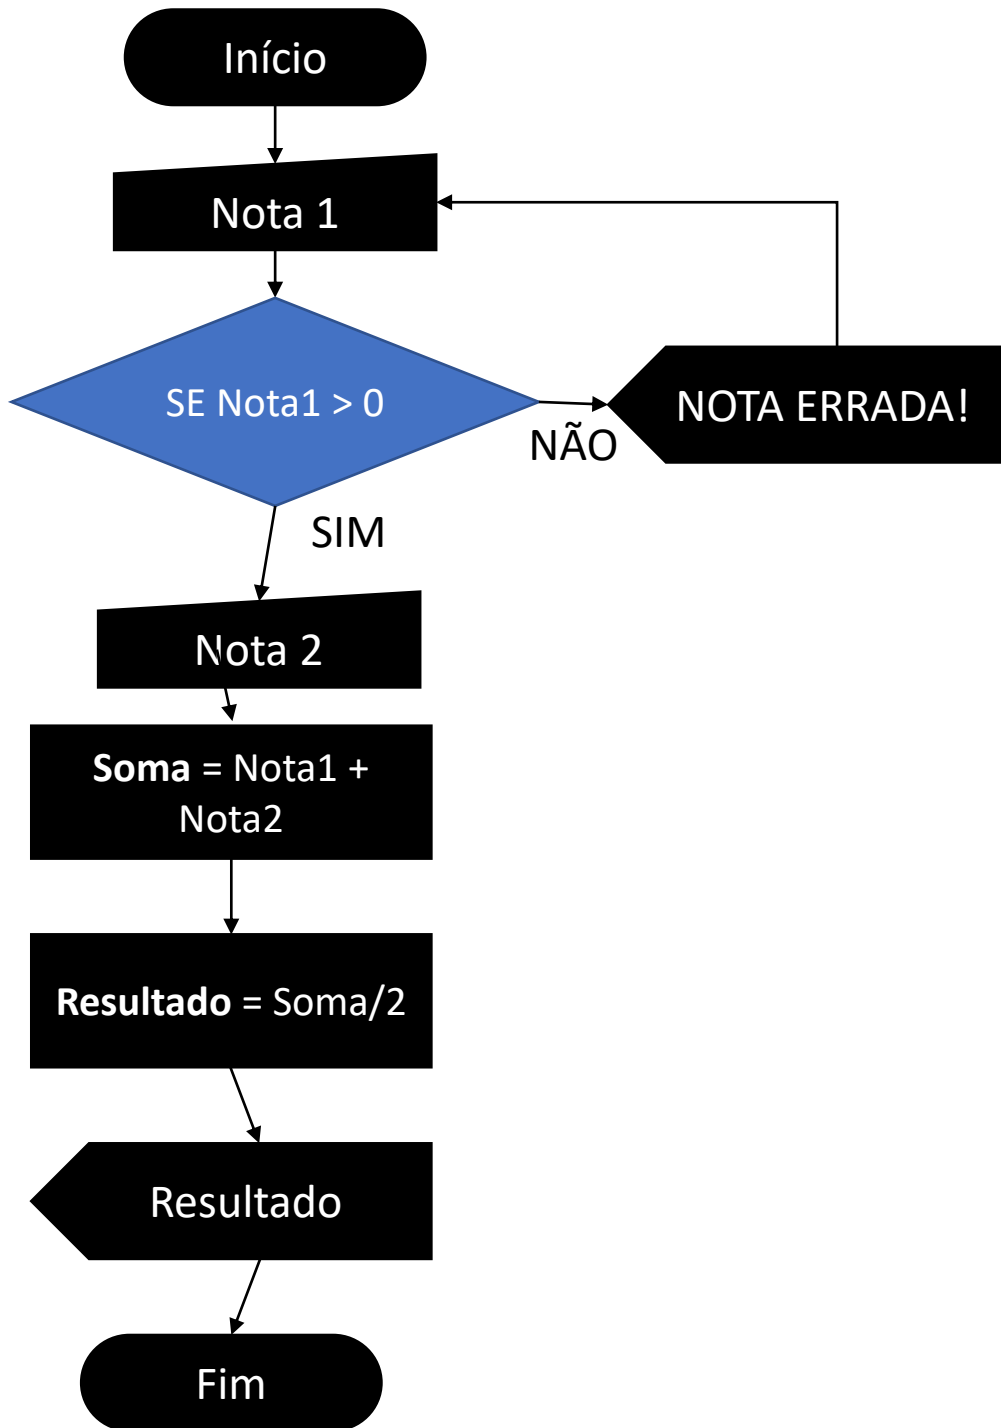 Início
Nota 1
SE Nota1 > 0
NÃO
NOTA ERRADA!
SIM
Nota 2
Soma = Nota1 +
Nota2
Resultado = Soma/2
Resultado
Fim